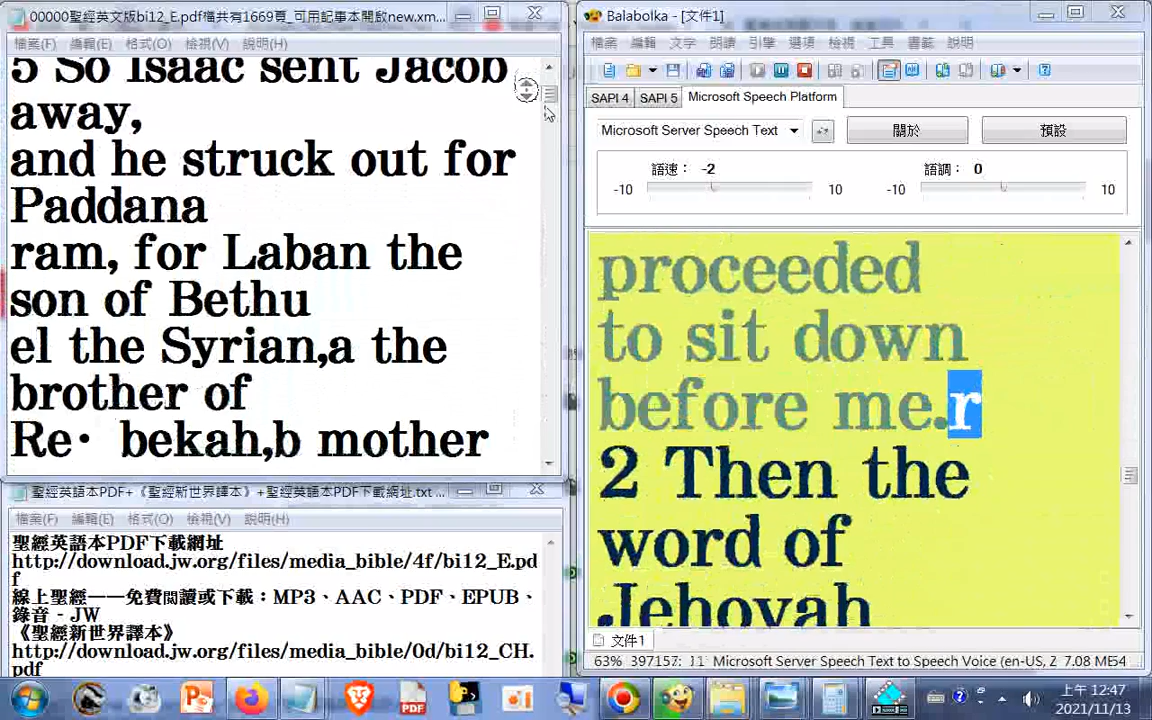 00000聖經英文版bi12_E.pdf檔共有1669頁_可用記事本開啟new.xm...
檔案(F) 編輯(E) 格式(O) 檢視(V) 說明(H)
5 So Isaac sent Jacob
away,
and he struck out for
Paddana
ram, for Laban the
son of Bethu
el the Syrian,a the
brother of
Re· bekah,b mother
聖經英語本PDF+《聖經新世界譯本》+聖經英語本PDF下載網址.txt ...
檔案(F) 編輯(E) 格式(O) 檢視(V) 說明(H)
聖經英語本PDF下載網址
http://download.jw.org/files/media_bible/4f/bi12_E.pd
f
線上聖經——免費閱讀或下載：MP3、AAC、PDF、EPUB、
錄音 - JW
《聖經新世界譯本》
http://download.jw.org/files/media_bible/0d/bi12_CH.
pdf
Balabolka - [文件1]
檔案 編輯 文字 朗讀 引擎 選項 檢視 工具 書籤 說明
SAPI 4 SAPI 5 Microsoft Speech Platform
Microsoft Server Speech Text 關於 預設
語速： -2 語調： 0
-10 10 -10 10
proceeded
to sit down
before me.r
2 Then the
word of
Jehovah
文件1
63% 397157: 11 Microsoft Server Speech Text to Speech Voice (en-US, Z 7.08 ME54
上午 12:47
2021/11/13